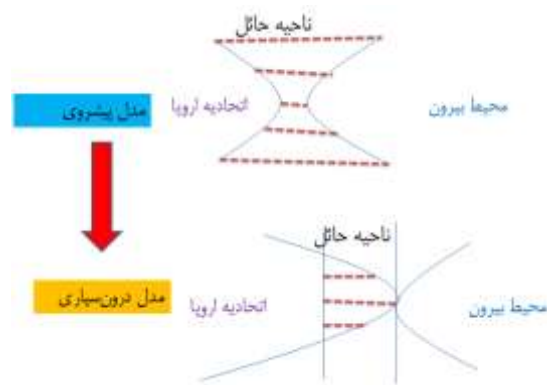 ناحیه حائل
محیط بیرون
اتحادیه اروپا
مدل پیشروی
ناحیه حائل
مدل درون‌سپاری
اتحادیه اروپا
محیط بیرون